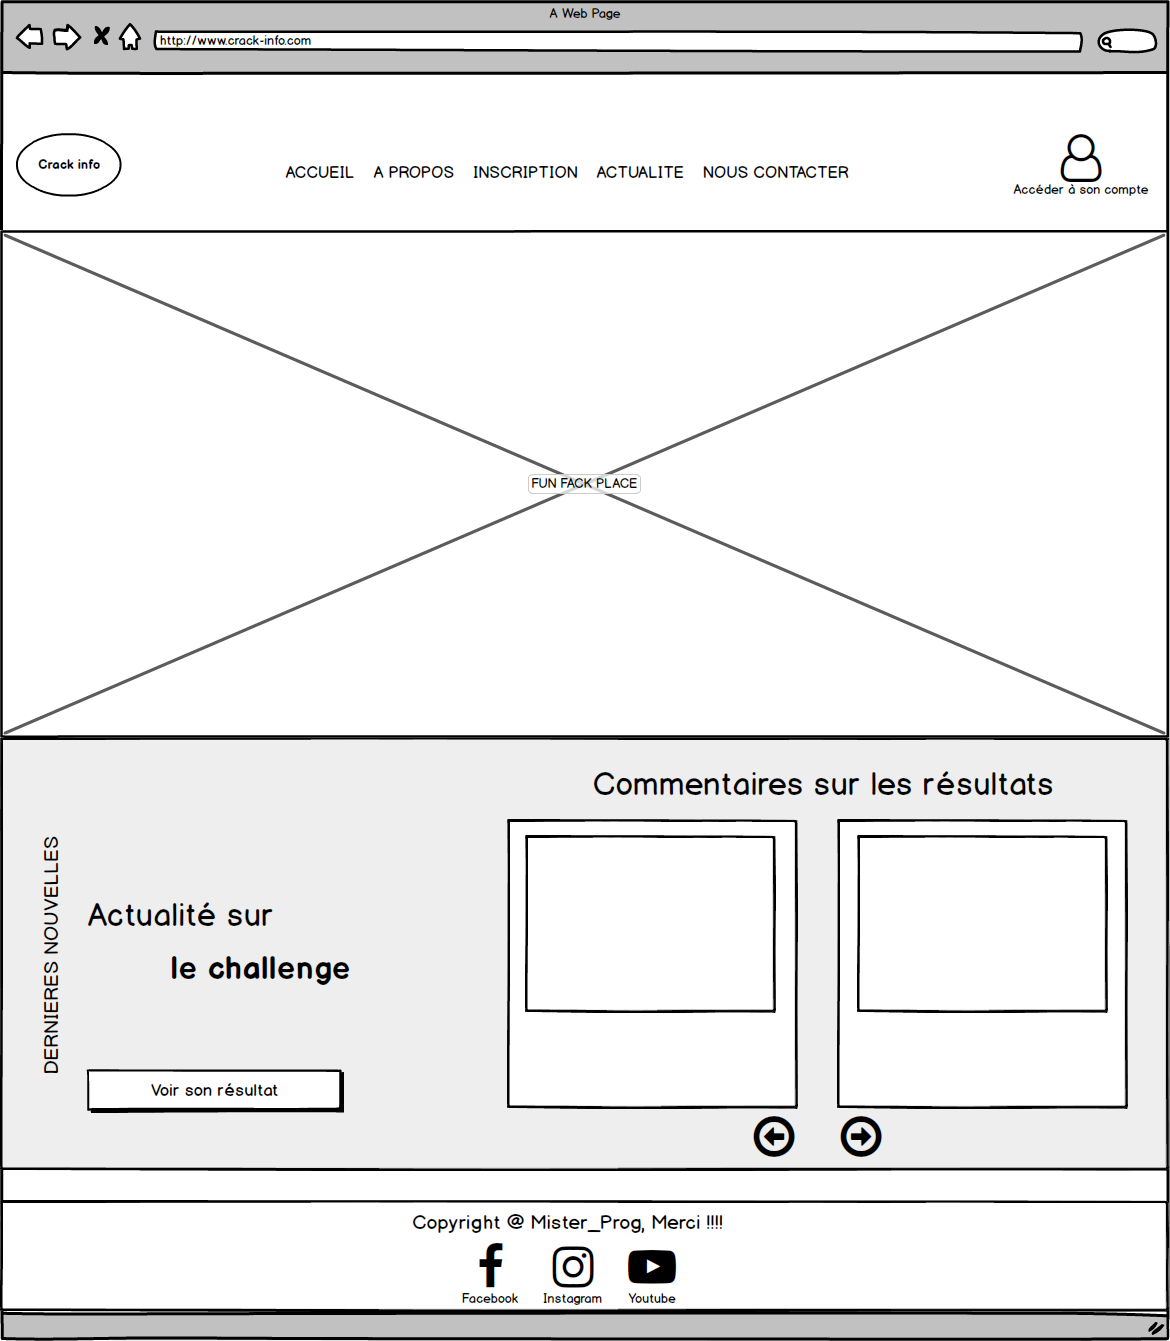 A Web Page
http://www.crack-info.com
Crack info
ACCUEIL A PROPOS INSCRIPTION ACTUALITE NOUS CONTACTER
Accéder à son compte
FUN FACK PLACE
Commentaires sur les résultats
DERNIERES NOUVELLES
Actualité sur
le challenge
Voir son résultat
Copyright @ Mister_Prog, Merci !!!!
Facebook Instagram Youtube